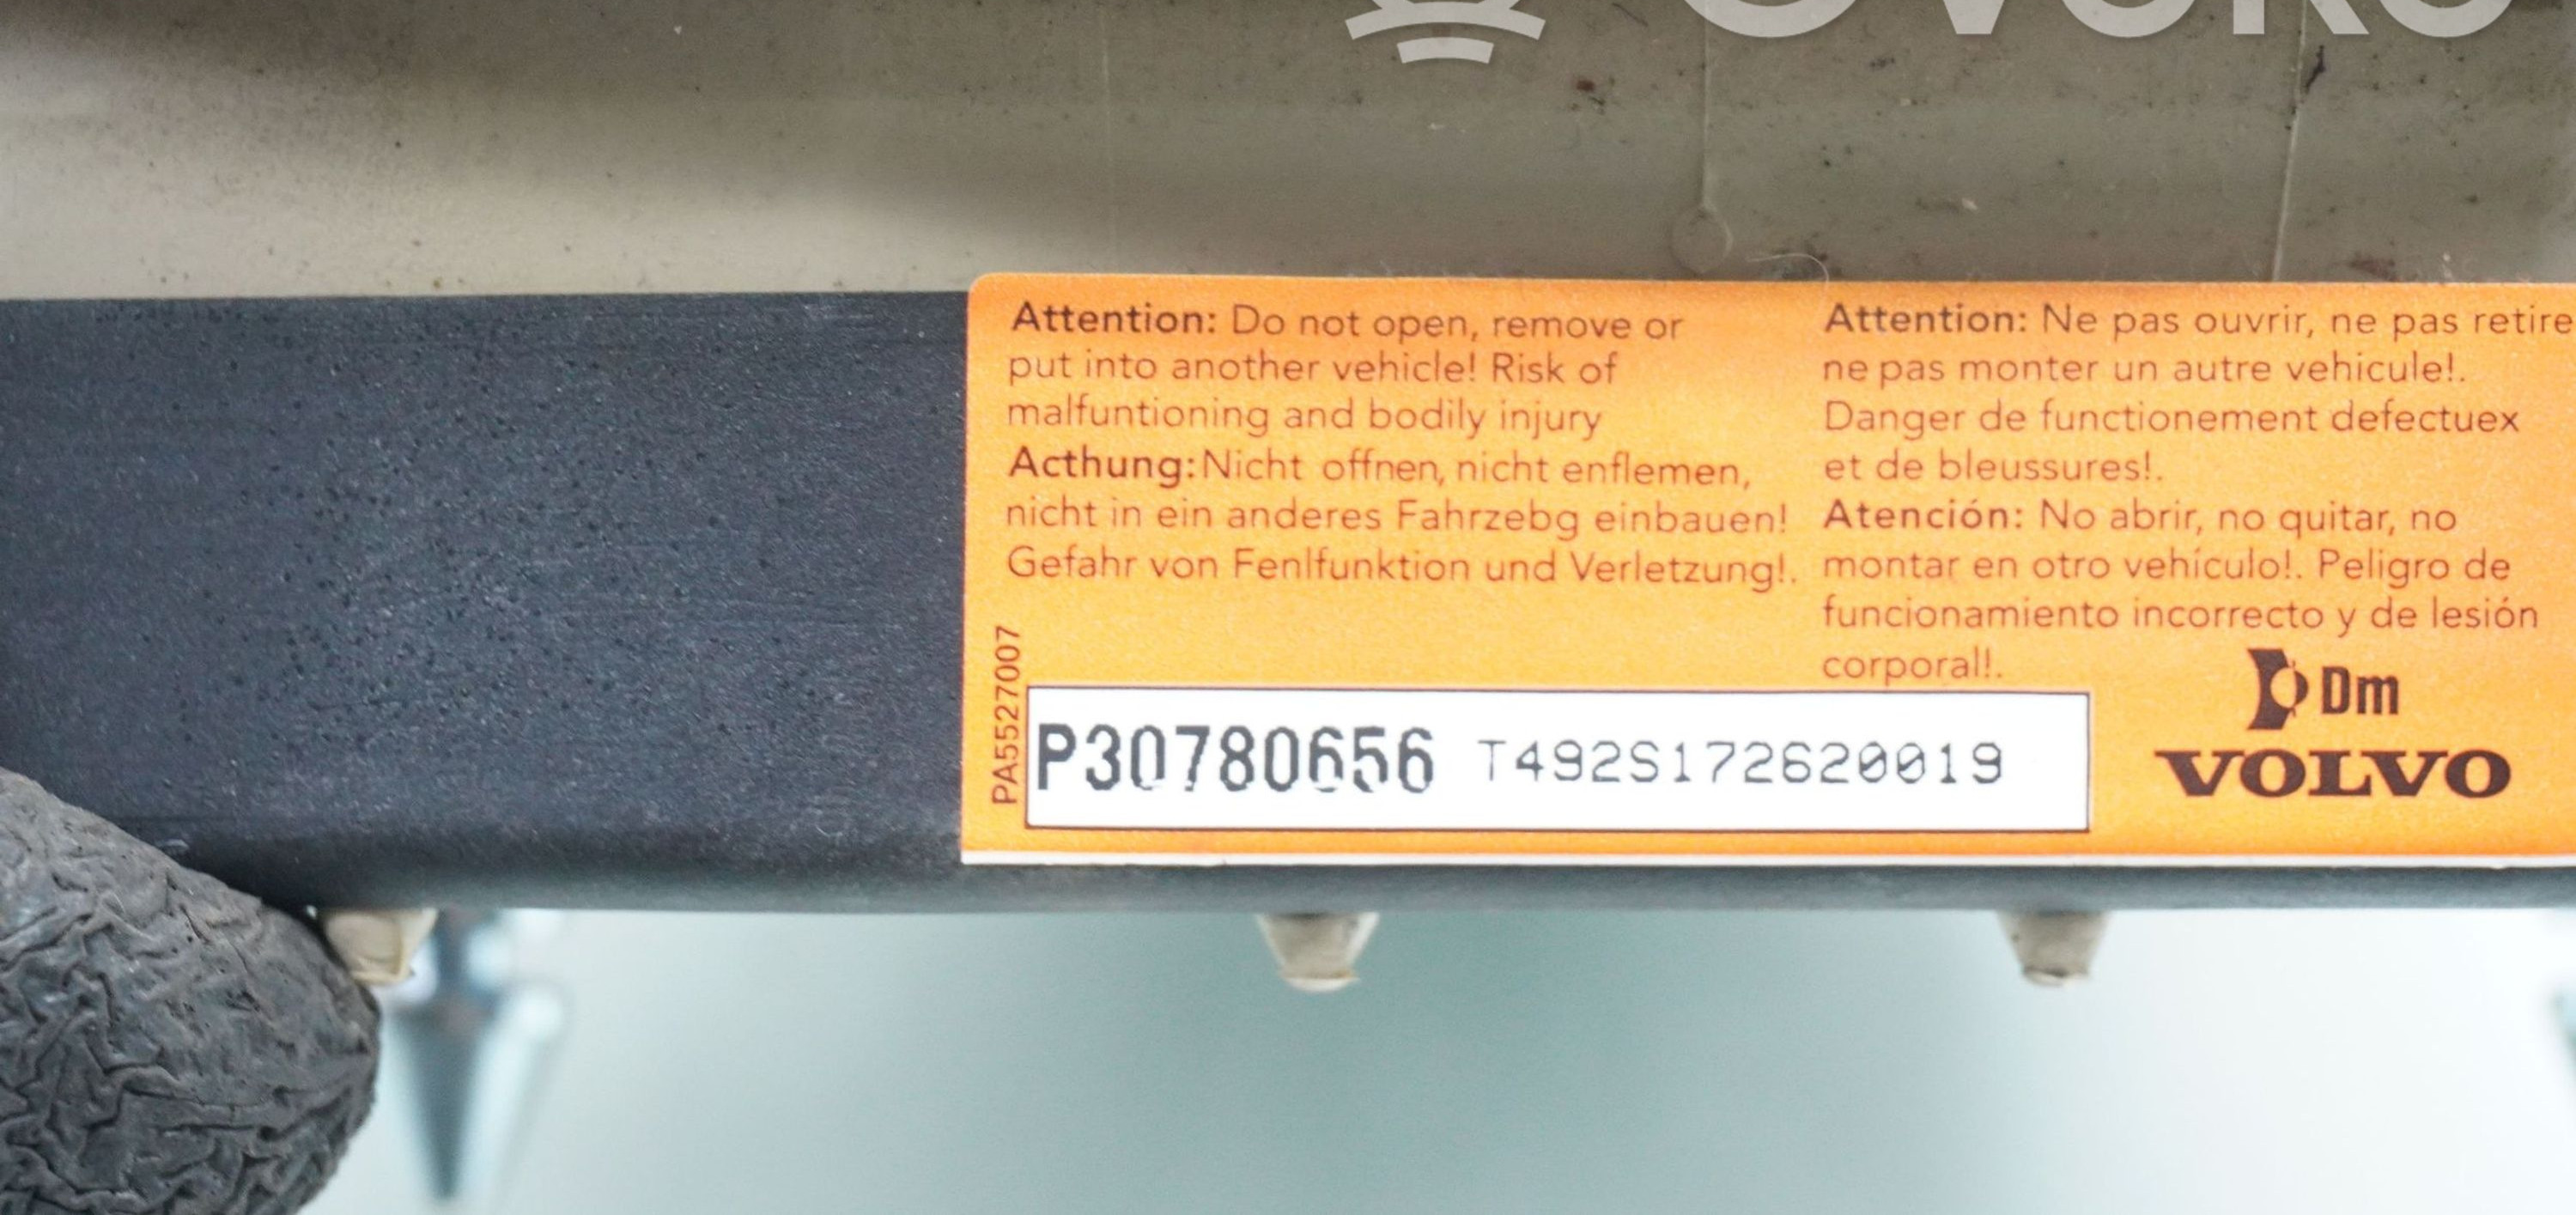 Attention: Do not open, remove or
put into another vehicle! Risk of
malfuntioning and bodily injury
Acthung: Nicht offnen, nicht enflemen,
nicht in ein anderes Fahrzebg einbauen!
Gefahr von Fenlfunktion und Verletzung!.
Attention: Ne pas ouvrir, ne pas retire
ne pas monter un autre vehicule!.
Danger de functionement defectuex
et de bleussures!.
Atención: No abrir, no quitar, no
montar en otro vehículo!. Peligro de
funcionamiento incorrecto y de lesión
corporal!.
PA5527007
P30780656 T492S172620019
Dm
VOLVO